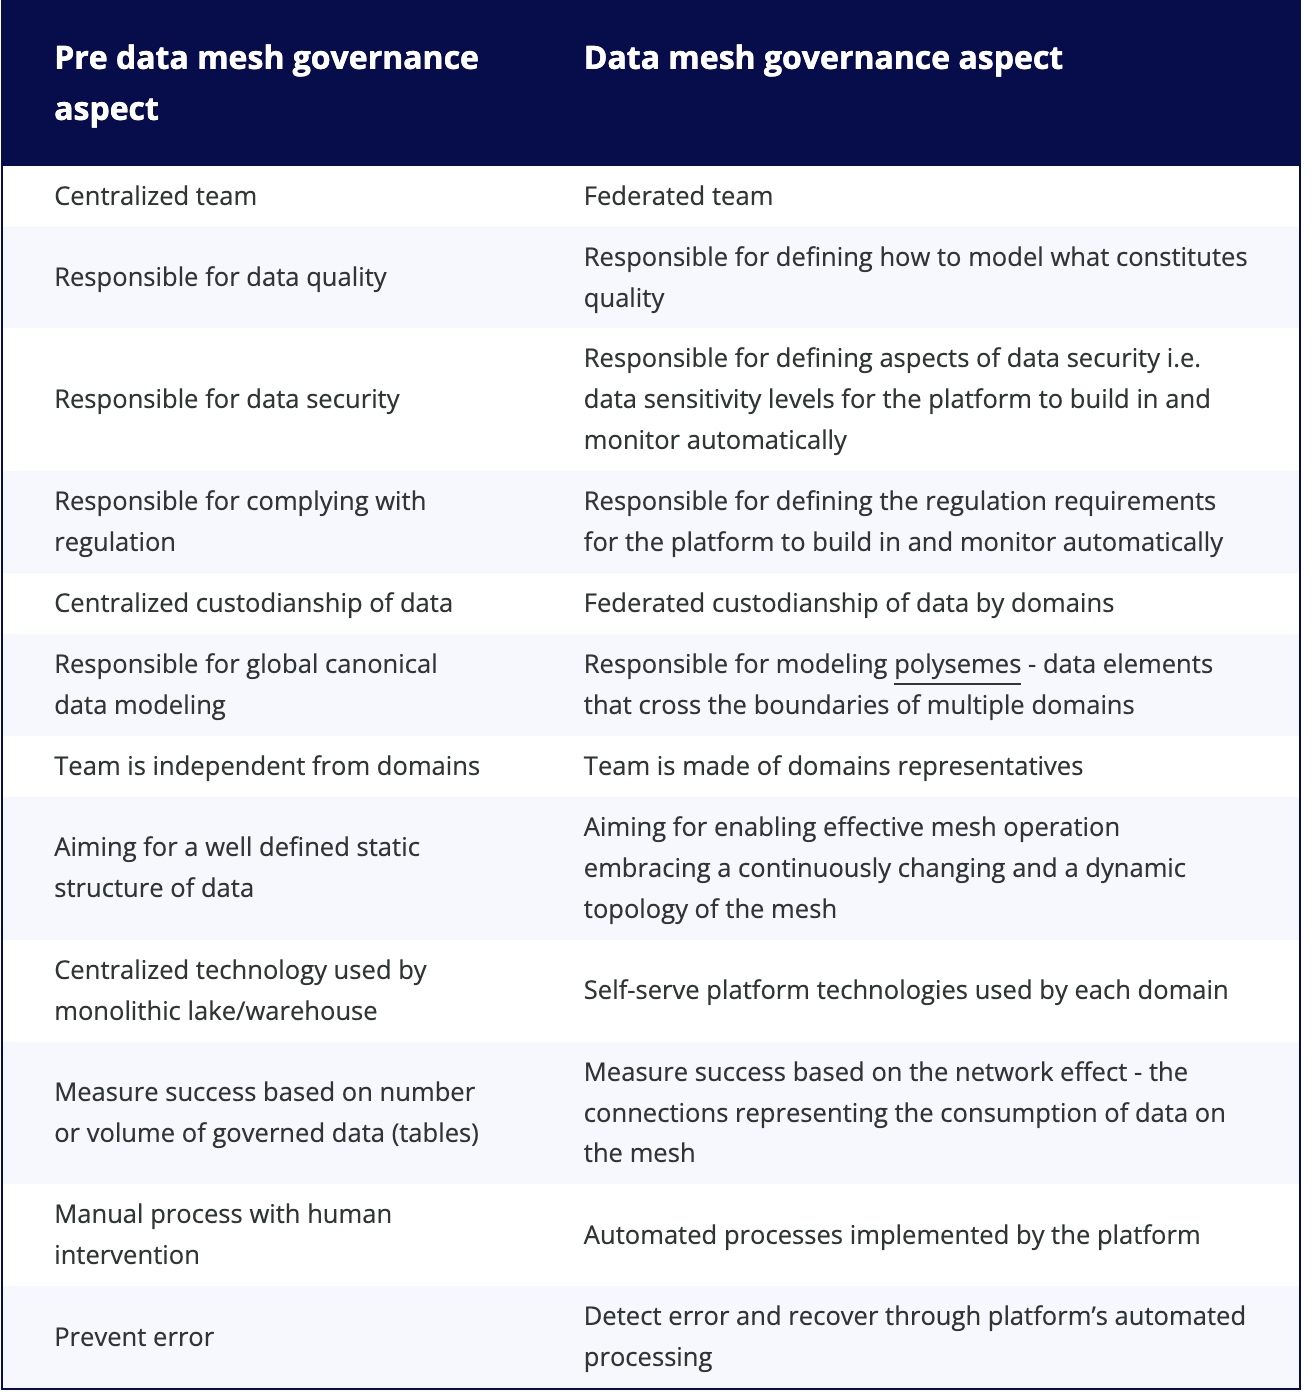 Pre data mesh governance
aspect
Data mesh governance aspect
Centralized team
Federated team
Responsible for data quality
Responsible for defining how to model what constitutes
quality
Responsible for data security
Responsible for defining aspects of data security i.e.
data sensitivity levels for the platform to build in and
monitor automatically
Responsible for complying with
regulation
Responsible for defining the regulation requirements
for the platform to build in and monitor automatically
Centralized custodianship of data
Federated custodianship of data by domains
Responsible for global canonical
data modeling
Responsible for modeling polysemes - data elements
that cross the boundaries of multiple domains
Team is independent from domains
Team is made of domains representatives
Aiming for a well defined static
structure of data
Aiming for enabling effective mesh operation
embracing a continuously changing and a dynamic
topology of the mesh
Centralized technology used by
monolithic lake/warehouse
Self-serve platform technologies used by each domain
Measure success based on number
or volume of governed data (tables)
Measure success based on the network effect - the
connections representing the consumption of data on
the mesh
Manual process with human
intervention
Automated processes implemented by the platform
Prevent error
Detect error and recover through platform’s automated
processing